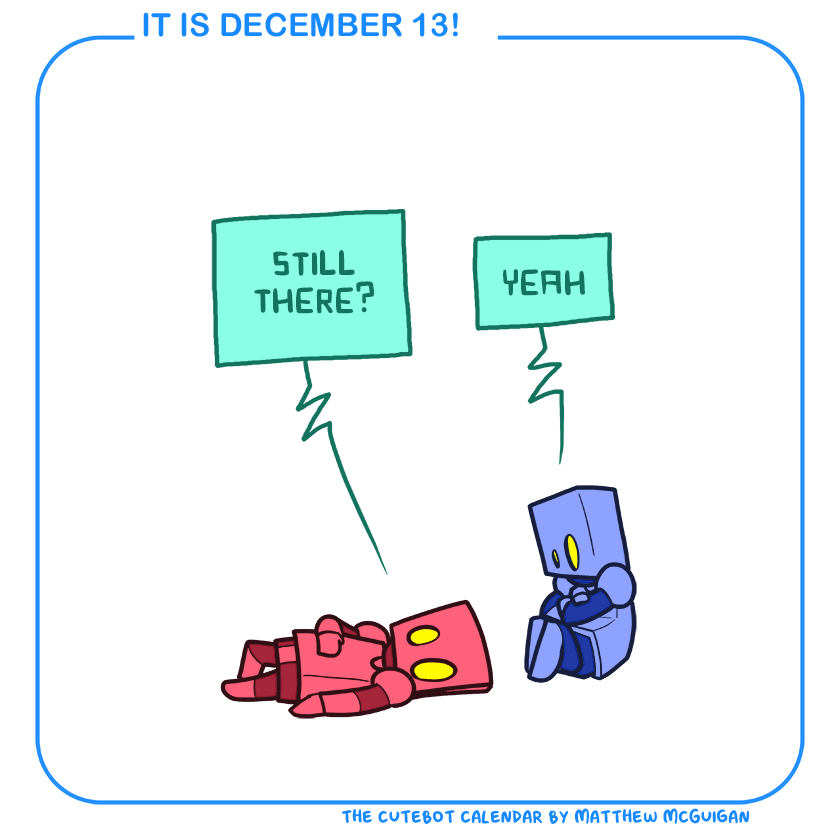 IT IS DECEMBER 13!
STILL
THERE?
YEAH
THE CUTEBOT CALENDAR BY MATTHEW MCGUIGAN